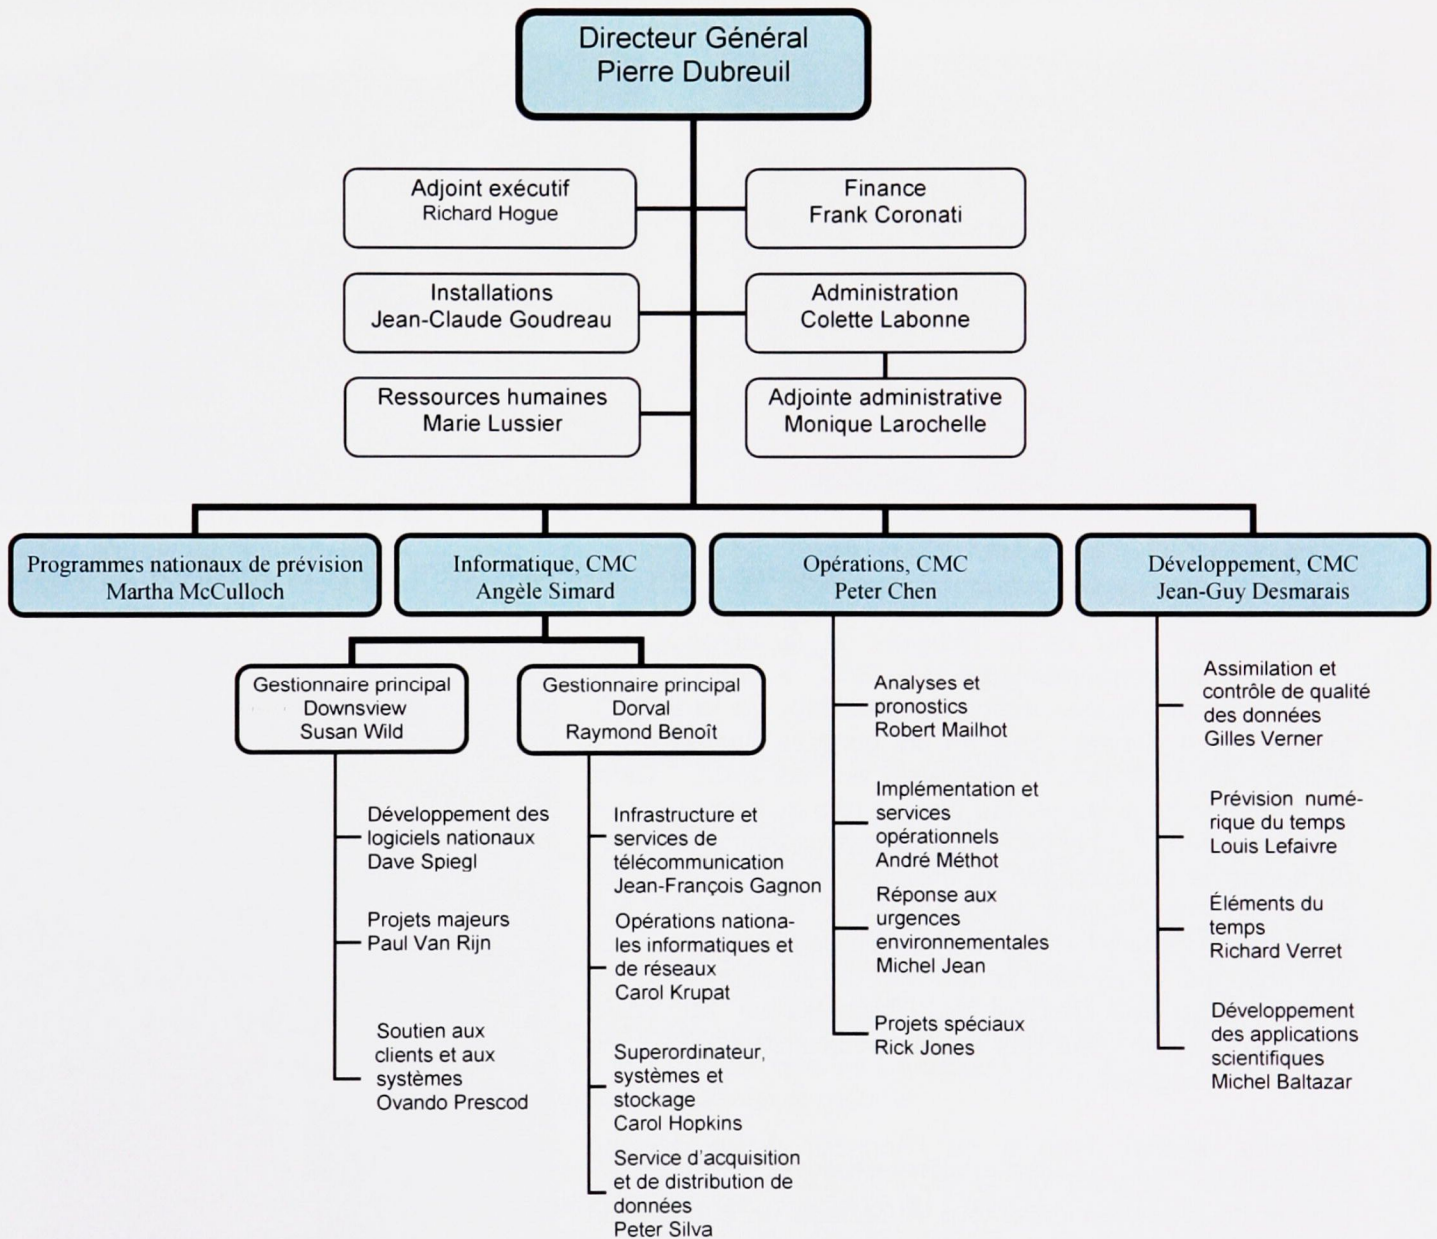 Directeur Général
Pierre Dubreuil
Adjoint exécutif
Richard Hogue
Finance
Frank Coronati
Installations
Jean-Claude Goudreau
Administration
Colette Labonne
Ressources humaines
Marie Lussier
Adjointe administrative
Monique Larochelle
Programmes nationaux de prévision
Martha McCulloch
Informatique, CMC
Angèle Simard
Opérations, CMC
Peter Chen
Développement, CMC
Jean-Guy Desmarais
Gestionnaire principal
Downsview
Susan Wild
Développement des
logiciels nationaux
Dave Spiegl
Projets majeurs
Paul Van Rijn
Soutien aux
clients et aux
systèmes
Ovando Prescod
Gestionnaire principal
Dorval
Raymond Benoît
Infrastructure et
services de
télécommunication
Jean-François Gagnon
Opérations nationa-
les informatiques et
de réseaux
Carol Krupat
Superordinateur,
systèmes et
stockage
Carol Hopkins
Service d'acquisition
et de distribution de
données
Peter Silva
Analyses et
pronostics
Robert Mailhot
Implémentation et
services
opérationnels
André Méthot
Réponse aux
urgences
environnementales
Michel Jean
Projets spéciaux
Rick Jones
Assimilation et
contrôle de qualité
des données
Gilles Verner
Prévision numé-
rique du temps
Louis Lefaivre
Éléments du
temps
Richard Verret
Développement
des applications
scientifiques
Michel Baltazar